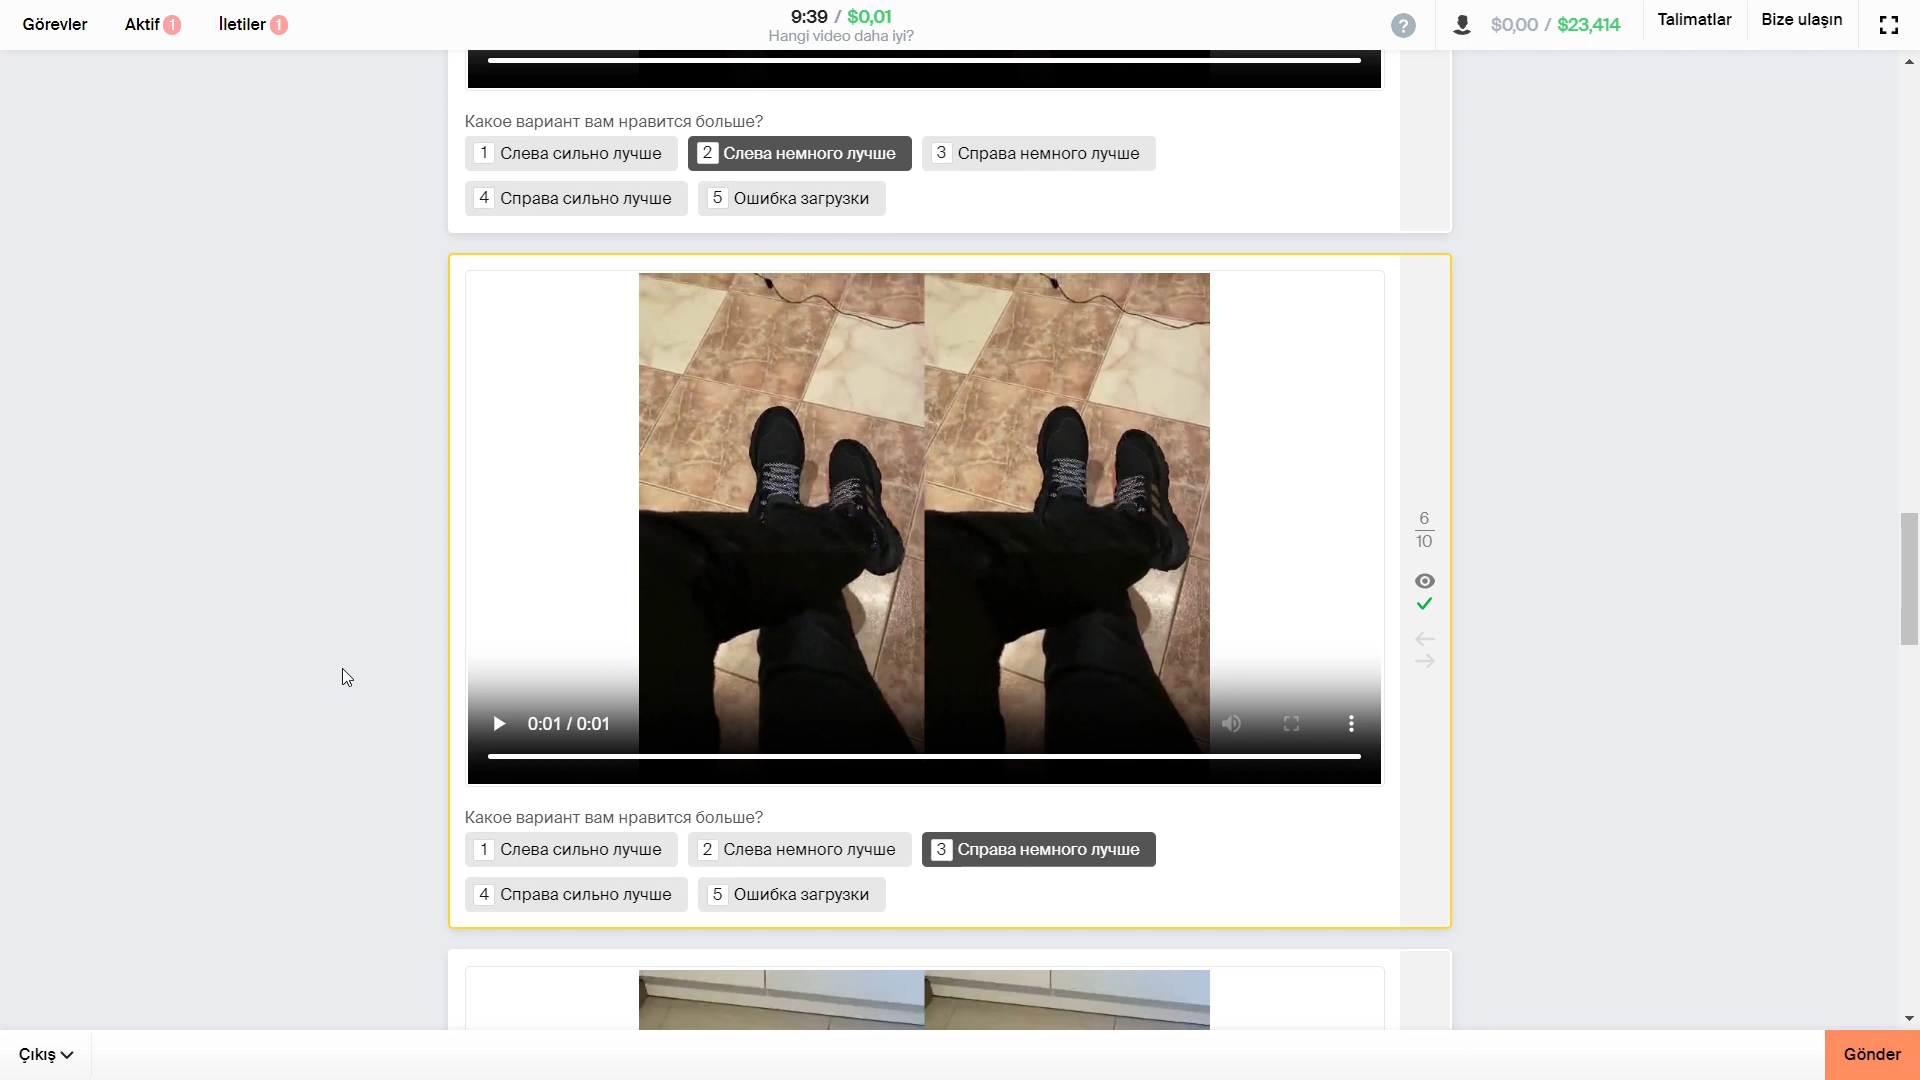 Görevler
Aktif 1
İletiler 1
9:39 / $0,01
Hangi video daha iyi?
?
$0,00 / $23,414
Talimatlar
Bize ulaşın
Какое вариант вам нравится больше?
1 Слева сильно лучше
2 Слева немного лучше
3 Справа немного лучше
4 Справа сильно лучше
5 Ошибка загрузки
6
10
0:01 / 0:01
Какое вариант вам нравится больше?
1 Слева сильно лучше
2 Слева немного лучше
3 Справа немного лучше
4 Справа сильно лучше
5 Ошибка загрузки
Çıkış
Gönder